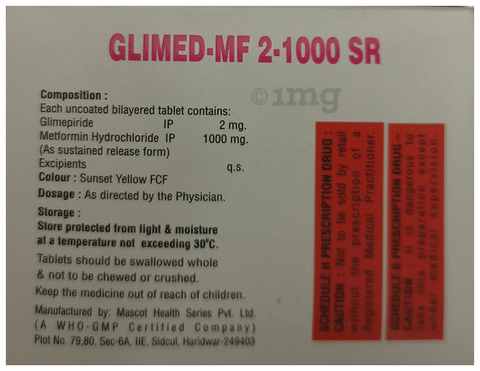 GLIMED-MF 2-1000 SR
©1mg
Composition :
Each uncoated bilayered tablet contains:
Glimepiride IP 2 mg.
Metformin Hydrochloride IP 1000 mg.
(As sustained release form)
Excipients q.s.
Colour : Sunset Yellow FCF
Dosage : As directed by the Physician.
Storage :
Store protected from light & moisture
at a temperature not exceeding 30°C.
Tablets should be swallowed whole
& not to be chewed or crushed.
Keep the medicine out of reach of children.
Manufactured by: Mascot Health Series Pvt. Ltd.
(A WHO-GMP Certified Company)
Plot No. 79,80, Sec-6A, IIE, Sidcul, Haridwar-249403
SCHEDULE H PRESCRIPTION DRUG :
CAUTION : Not to be sold by retail
without the prescription of a
Registered Medical Practitioner.
SCHEDULE G PRESCRIPTION DRUG –
CAUTION : It is dangerous to
take this preparation except
under medical supervision.